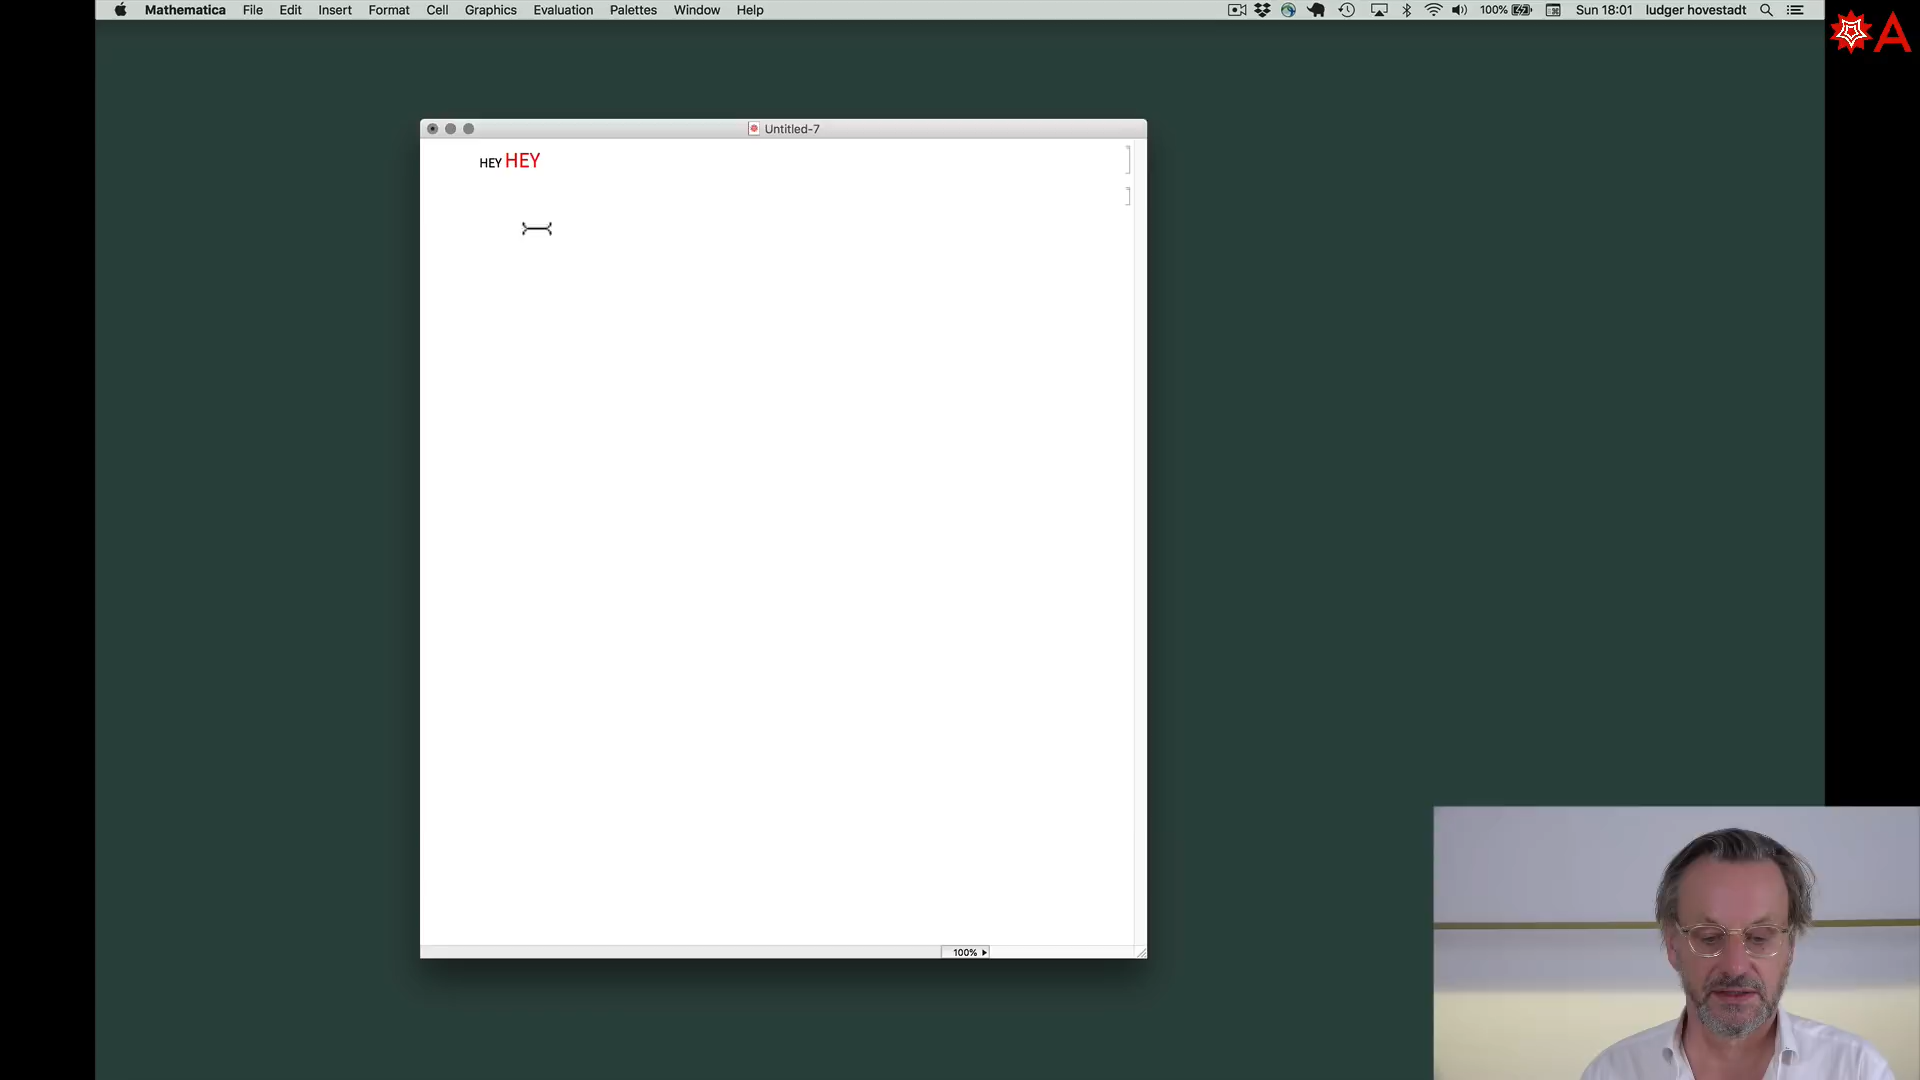 Mathematica File Edit Insert Format Cell Graphics Evaluation Palettes Window Help 100% Sun 18:01 ludger hovestadt
A
Untitled-7
HEY HEY
100%